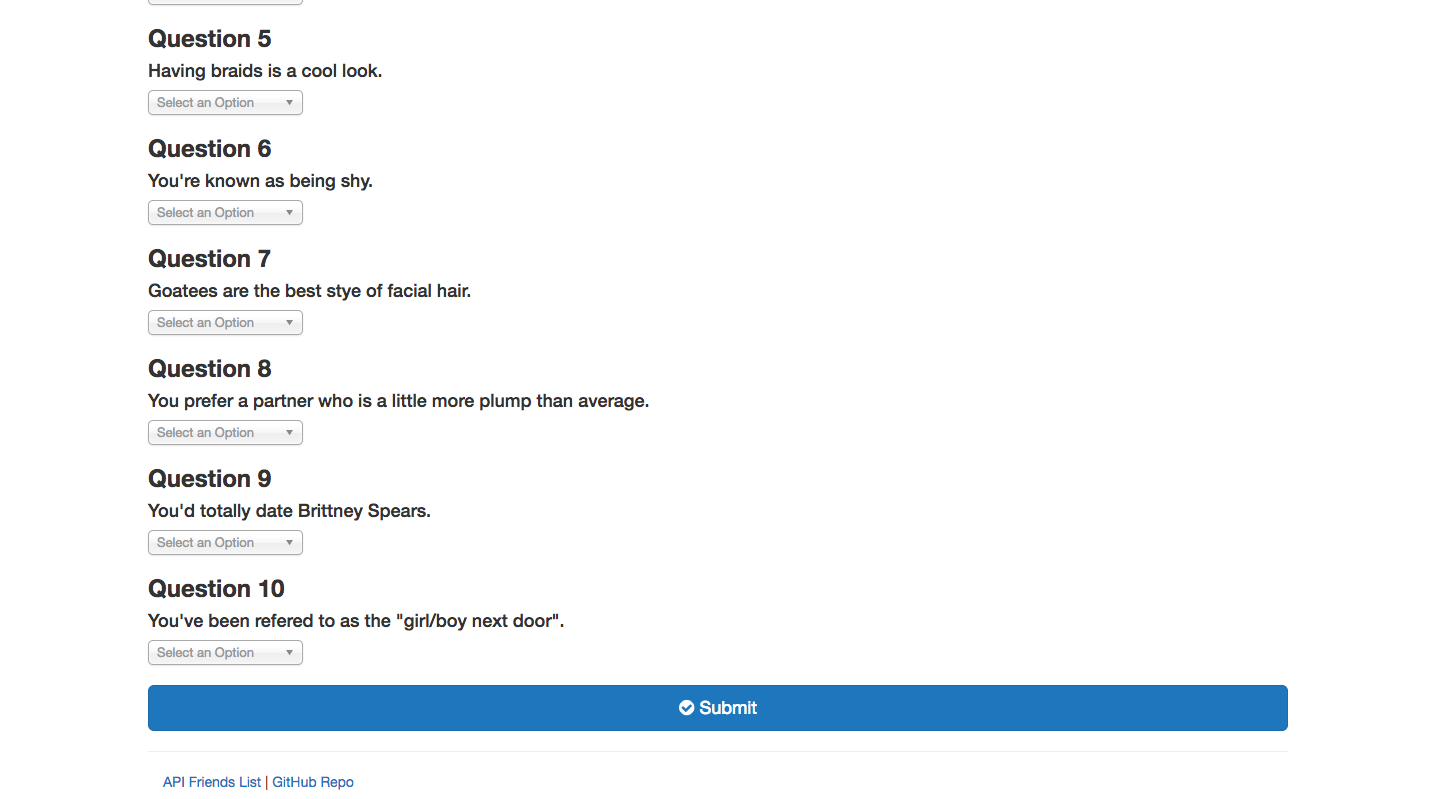 Question 5
Having braids is a cool look.
Select an Option
Question 6
You're known as being shy.
Select an Option
Question 7
Goatees are the best stye of facial hair.
Select an Option
Question 8
You prefer a partner who is a little more plump than average.
Select an Option
Question 9
You'd totally date Brittney Spears.
Select an Option
Question 10
You've been refered to as the "girl/boy next door".
Select an Option
Submit
API Friends List | GitHub Repo